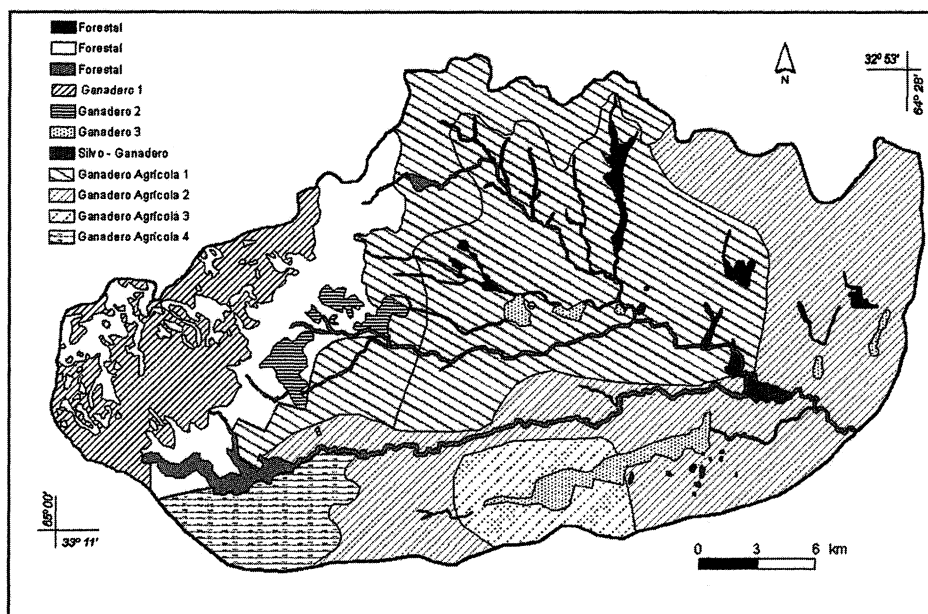 Forestal
Forestal
Forestal
Ganadero 1
Ganadero 2
Ganadero 3
Silvo - Ganadero
Ganadero Agrícola 1
Ganadero Agrícola 2
Ganadero Agrícolá 3
Ganadero Agrícola 4
N
32º 53'
64º 28'
65º 00'
33º 11'
0 3 6 km